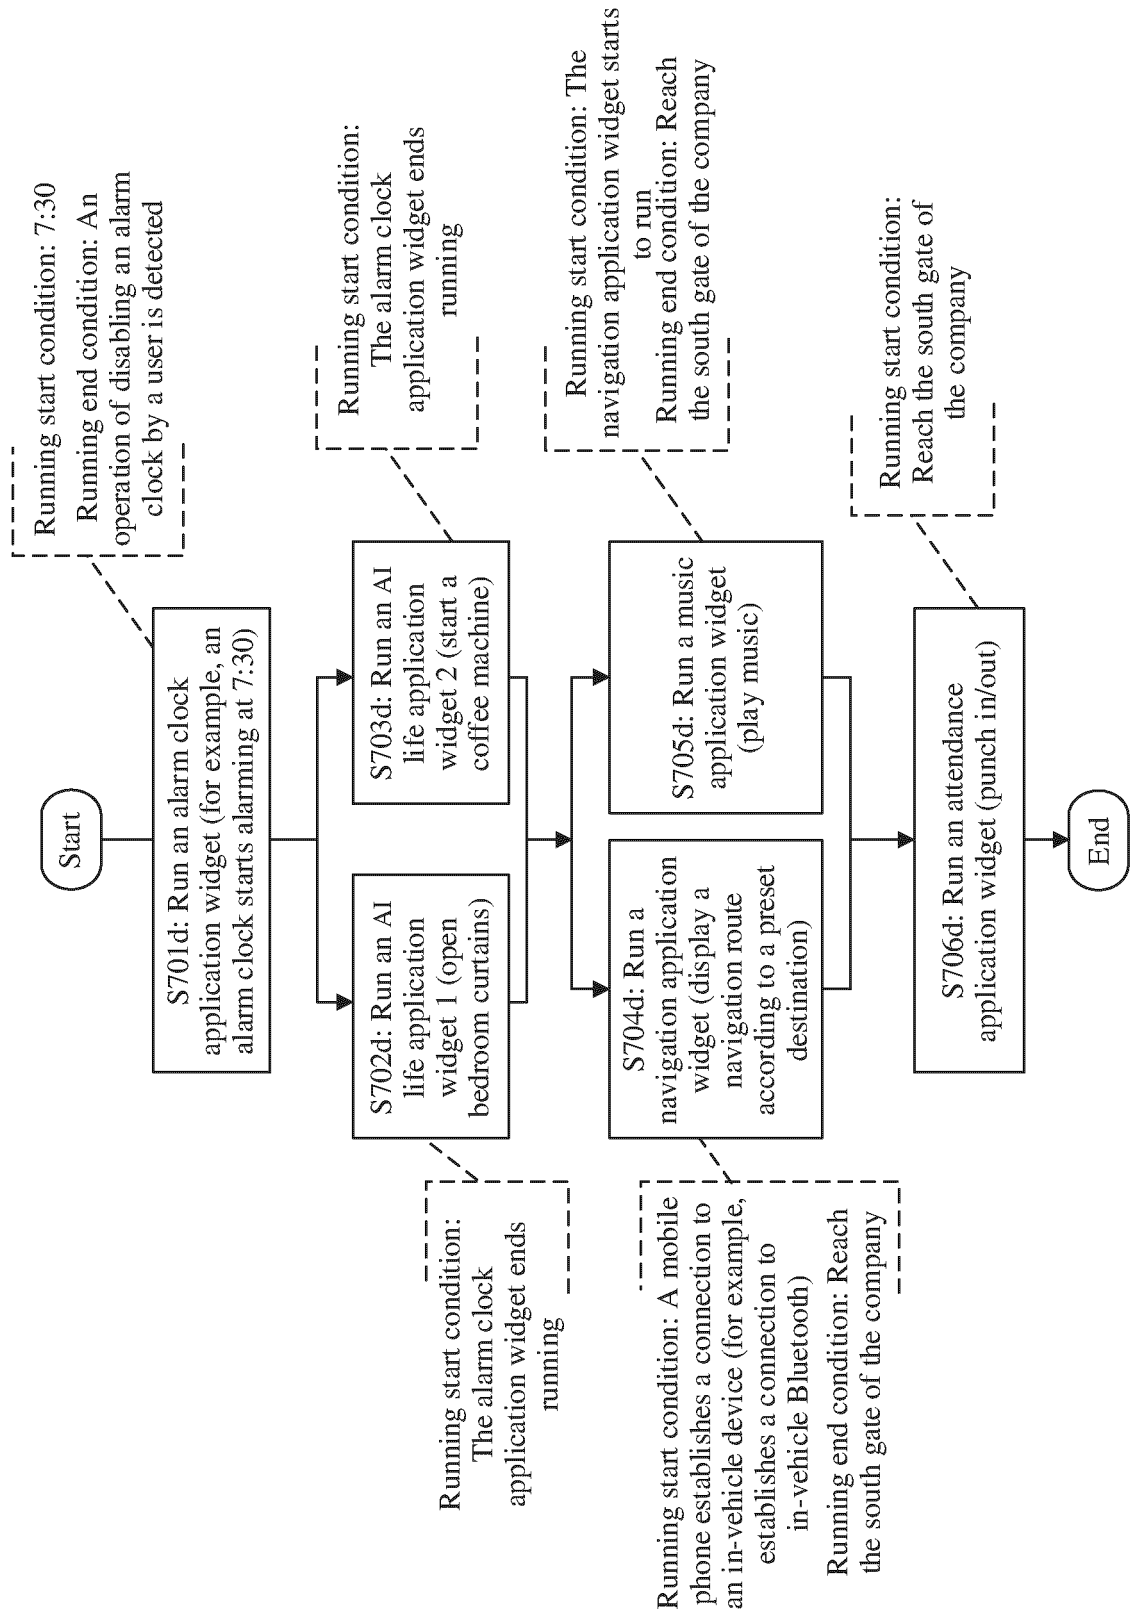 Start
S701d: Run an alarm clock
application widget (for example, an
alarm clock starts alarming at 7:30)
Running start condition: 7:30
Running end condition: An
operation of disabling an alarm
clock by a user is detected
S702d: Run an AI
life application
widget 1 (open
bedroom curtains)
Running start condition:
The alarm clock
application widget ends
running
S703d: Run an AI
life application
widget 2 (start a
coffee machine)
Running start condition:
The alarm clock
application widget ends
running
S704d: Run a
navigation application
widget (display a
navigation route
according to a preset
destination)
Running start condition: A mobile
phone establishes a connection to
an in-vehicle device (for example,
establishes a connection to
in-vehicle Bluetooth)
Running end condition: Reach
the south gate of the company
S705d: Run a music
application widget
(play music)
Running start condition: The
navigation application widget starts
to run
Running end condition: Reach
the south gate of the company
S706d: Run an attendance
application widget (punch in/out)
Running start condition:
Reach the south gate of
the company
End